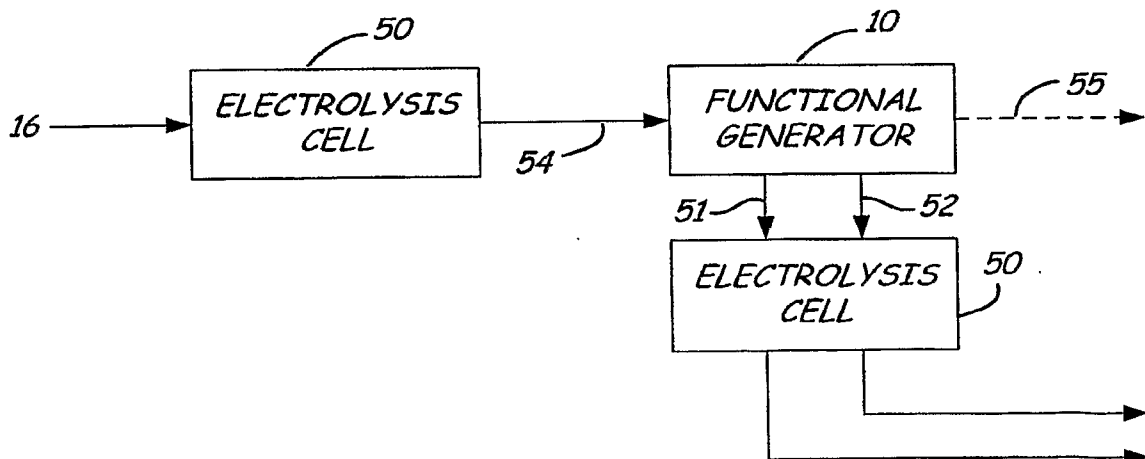 50
10
ELECTROLYSIS
CELL
FUNCTIONAL
GENERATOR
55
16
54
51
52
ELECTROLYSIS
CELL
50